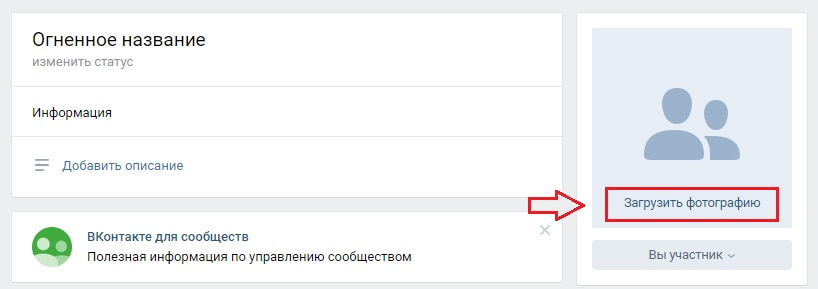 Огненное название
изменить статус
Информация
Добавить описание
ВКонтакте для сообществ
Полезная информация по управлению сообществом
Загрузить фотографию
Вы участник